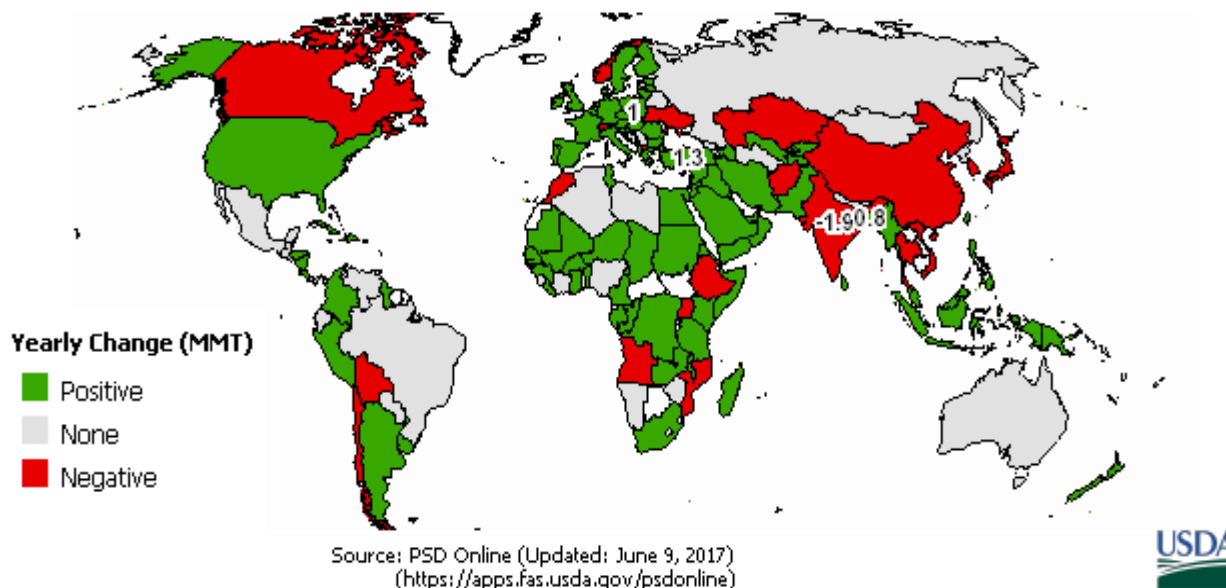 1
1.3
-1.9
0.8
Yearly Change (MMT)
Positive
None
Negative
Source: PSD Online (Updated: June 9, 2017)
(https://apps.fas.usda.gov/psdonline)
USDA